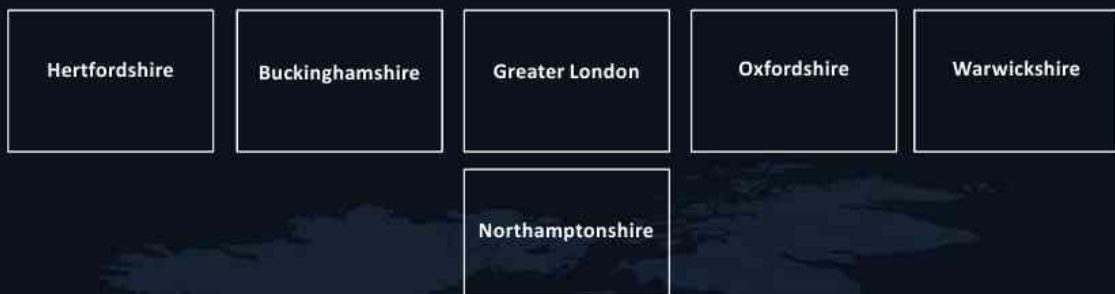 Hertfordshire
Buckinghamshire
Greater London
Oxfordshire
Warwickshire
Northamptonshire